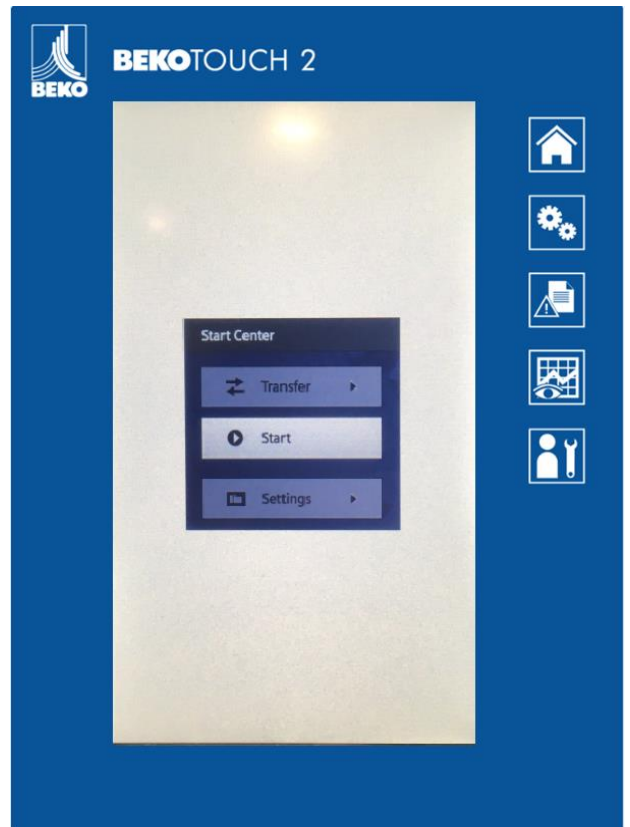 BEKO
BEKOTOUCH 2
Start Center
Transfer
Start
Settings